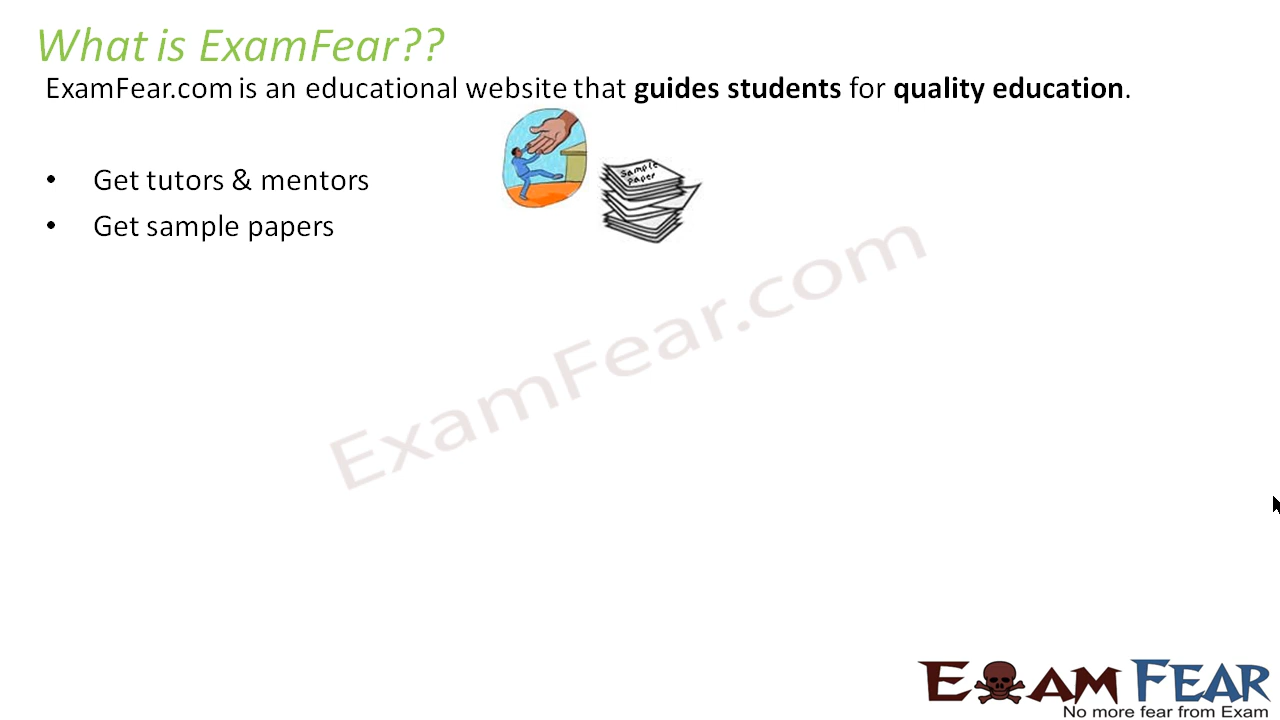 What is ExamFear??
ExamFear.com is an educational website that guides students for quality education.
• Get tutors & mentors
• Get sample papers
Sample
Paper
ExamFear.com
EXAM FEAR
No more fear from Exam